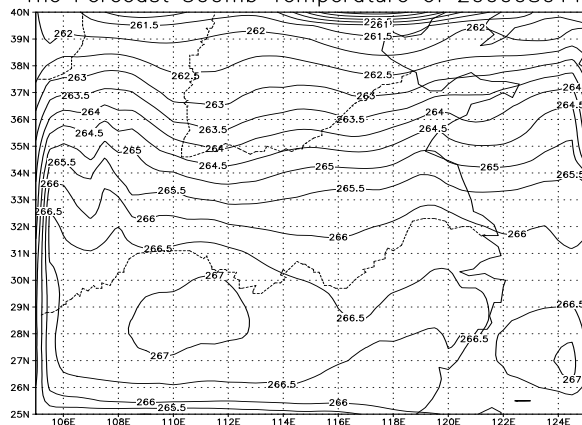 The Forecast 500mb Temperature of
40N 261.5 261 262
262 262 261.5
39N
38N 262.5 262.5
37N 263 263 263 264
263.5 264.5
36N 264 263.5 264
35N 264.5 264 264.5
265.5 265 264.5 265 265
34N 265.5
266 265.5 265.5
33N
266.5
32N 266 266 266
31N 266.5
30N 267
29N 266.5 266.5
28N 266.5
27N 267 267
26N 266.5 266.5
266 266
265.5
25N
106E 108E 110E 112E 114E 116E 118E 120E 122E 124E